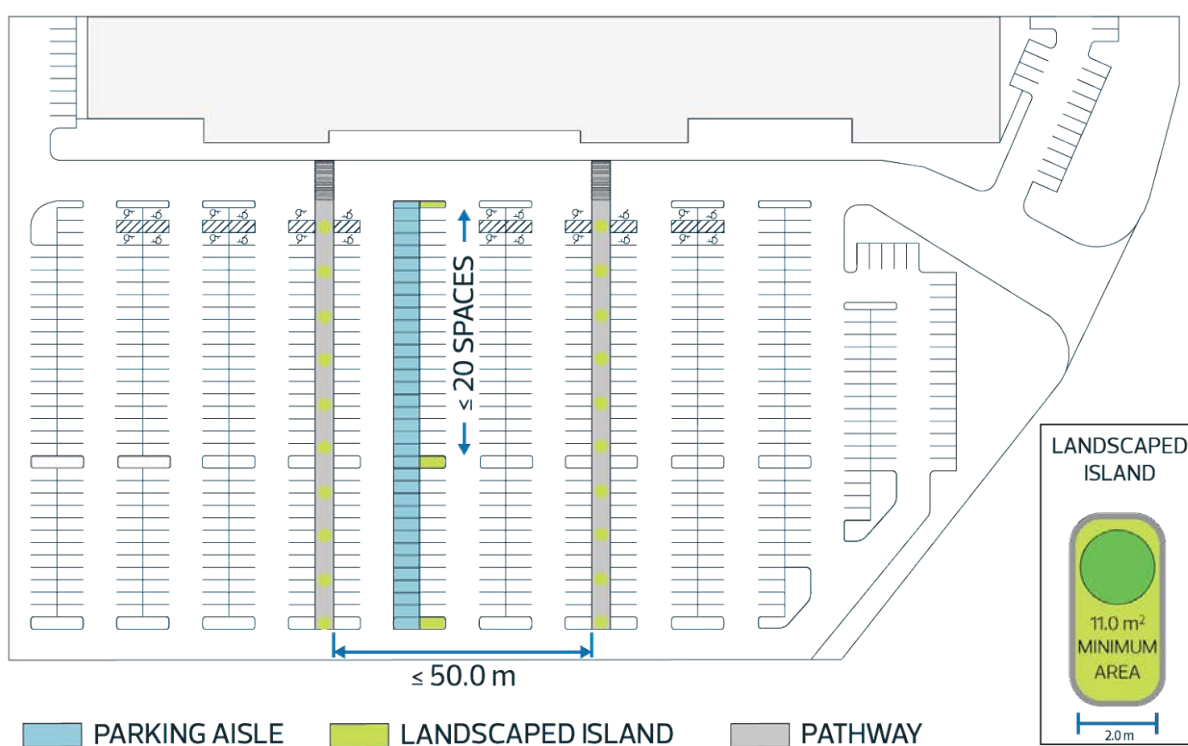 ≤ 20 SPACES
≤ 50.0 m
LANDSCAPED
ISLAND
11.0 m²
MINIMUM
AREA
2.0 m
PARKING AISLE
LANDSCAPED ISLAND
PATHWAY